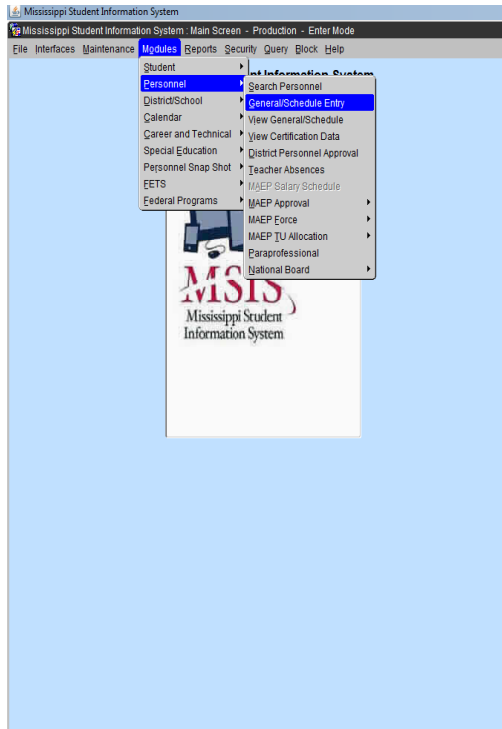 Mississippi Student Information System
Mississippi Student Information System : Main Screen - Production - Enter Mode
File Interfaces Maintenance Modules Reports Security Query Block Help
nt Information System
Student
Personnel
District/School
Calendar
Career and Technical
Special Education
Personnel Snap Shot
FETS
Federal Programs
Search Personnel
General/Schedule Entry
View General/Schedule
View Certification Data
District Personnel Approval
Teacher Absences
MAEP Salary Schedule
MAEP Approval
MAEP Force
MAEP TU Allocation
Paraprofessional
National Board
MSIS
Mississippi Student
Information System